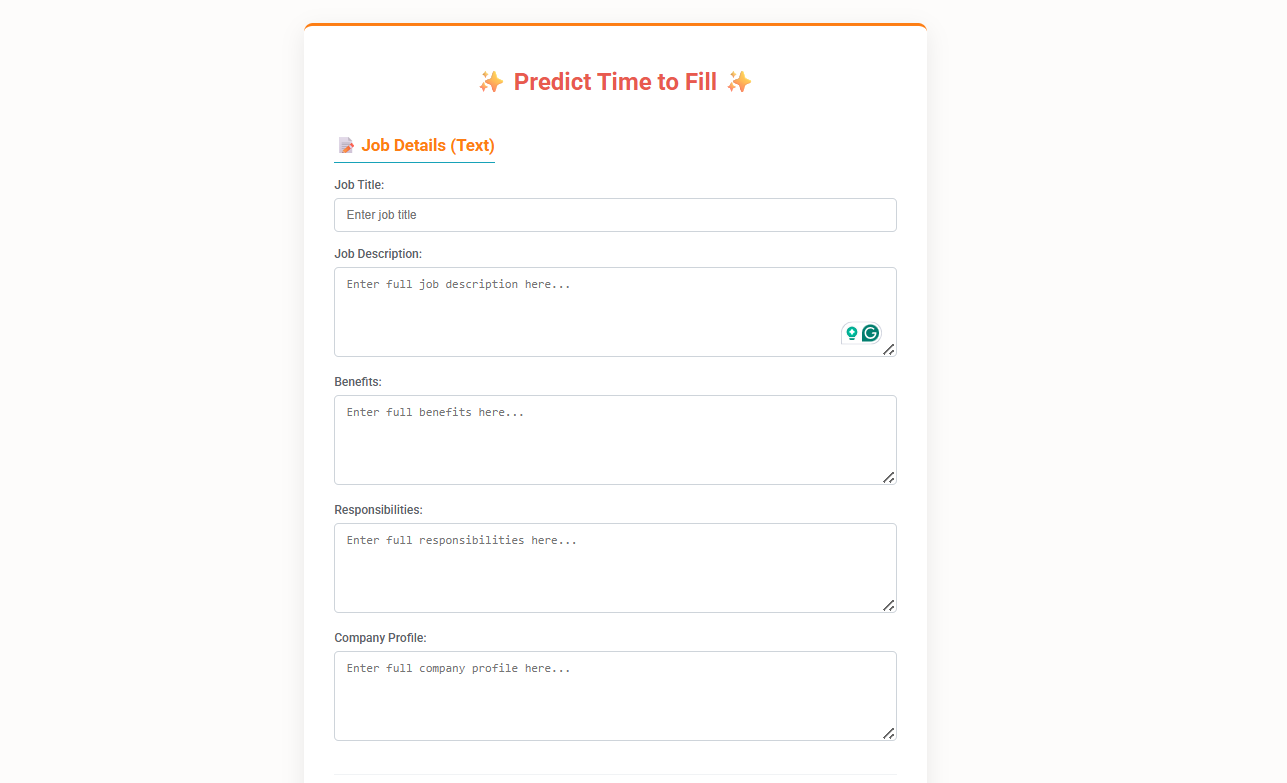 ✨ Predict Time to Fill ✨
📝 Job Details (Text)
Job Title:
Enter job title
Job Description:
Enter full job description here...
Benefits:
Enter full benefits here...
Responsibilities:
Enter full responsibilities here...
Company Profile:
Enter full company profile here...